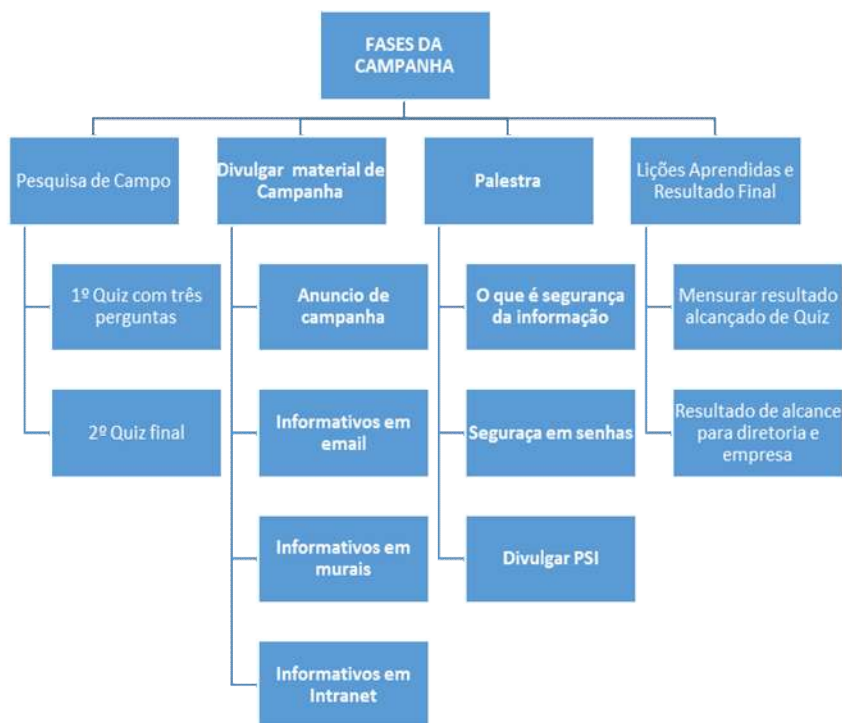 FASES DA
CAMPANHA
Pesquisa de Campo
Divulgar material de
Campanha
Palestra
Lições Aprendidas e
Resultado Final
1º Quiz com três
perguntas
Anuncio de
campanha
O que é segurança
da informação
Mensurar resultado
alcançado de Quiz
2º Quiz final
Informativos em
email
Seguraça em senhas
Resultado de alcance
para diretoria e
empresa
Informativos em
murais
Divulgar PSI
Informativos em
Intranet